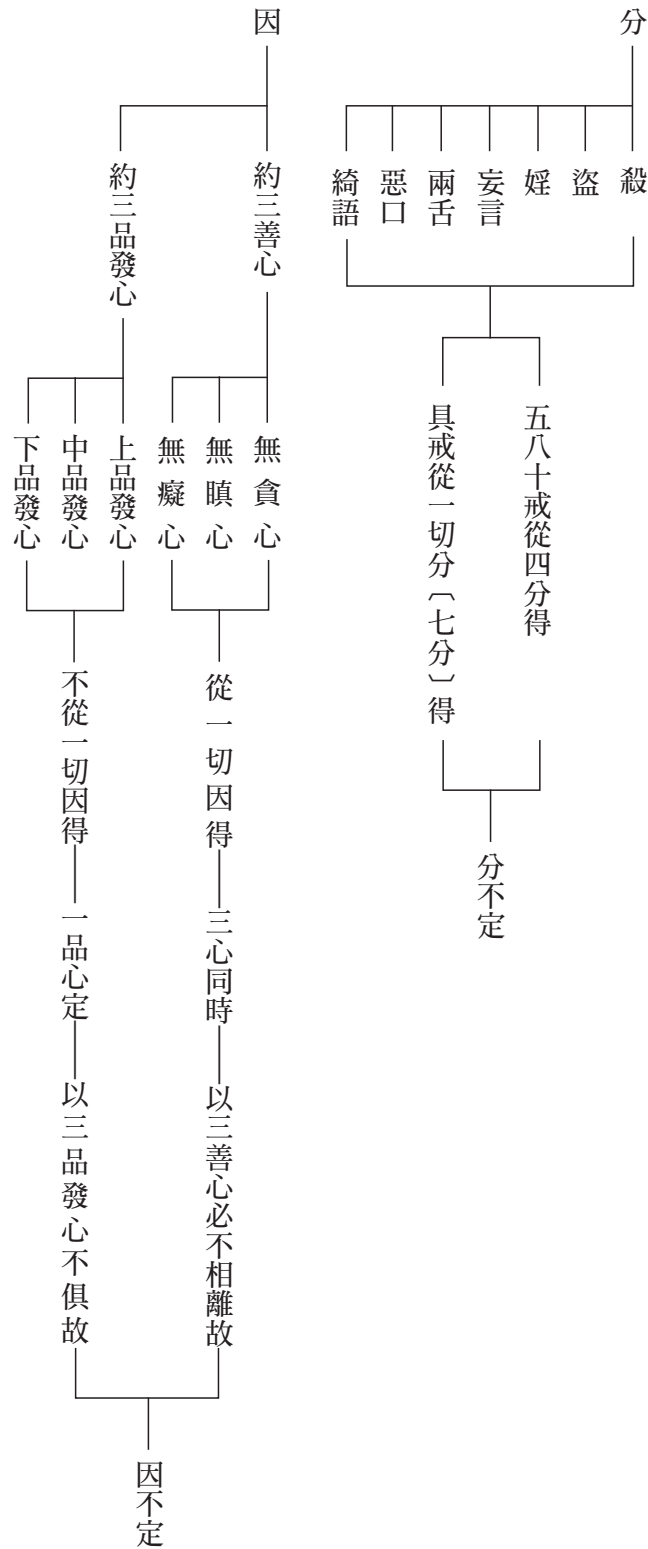 分
殺
盜
婬
妄言
兩舌
惡口
綺語
五八十戒從四分得
具戒從一切分〔七分〕得
分不定
因
約三善心
無貪心
無瞋心
無癡心
從一切因得
三心同時
以三善心必不相離故
約三品發心
上品發心
中品發心
下品發心
不從一切因得
一品心定
以三品發心不俱故
因不定